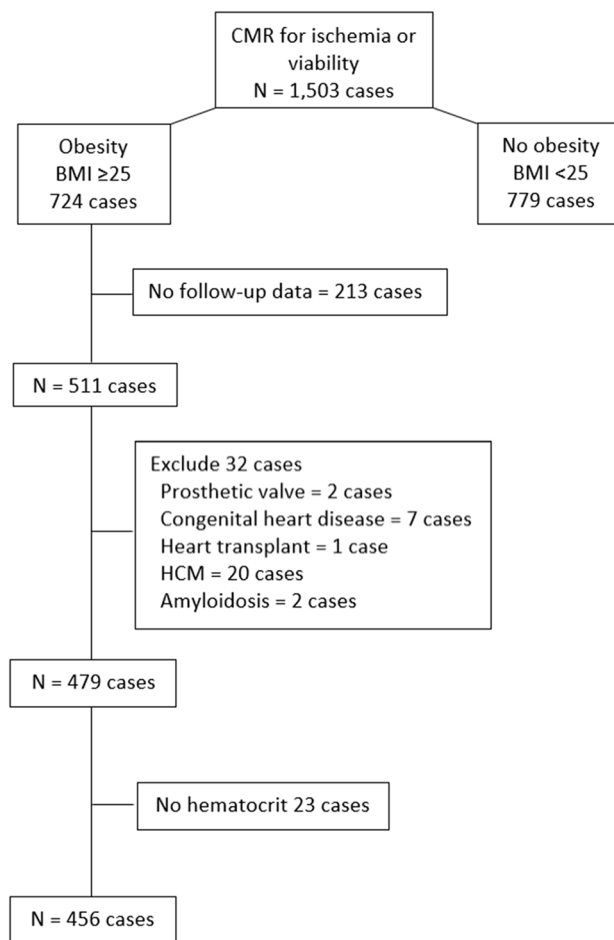 CMR for ischemia or
viability
N = 1,503 cases
Obesity
BMI ≥25
724 cases
No obesity
BMI <25
779 cases
No follow-up data = 213 cases
N = 511 cases
Exclude 32 cases
Prosthetic valve = 2 cases
Congenital heart disease = 7 cases
Heart transplant = 1 case
HCM = 20 cases
Amyloidosis = 2 cases
N = 479 cases
No hematocrit 23 cases
N = 456 cases